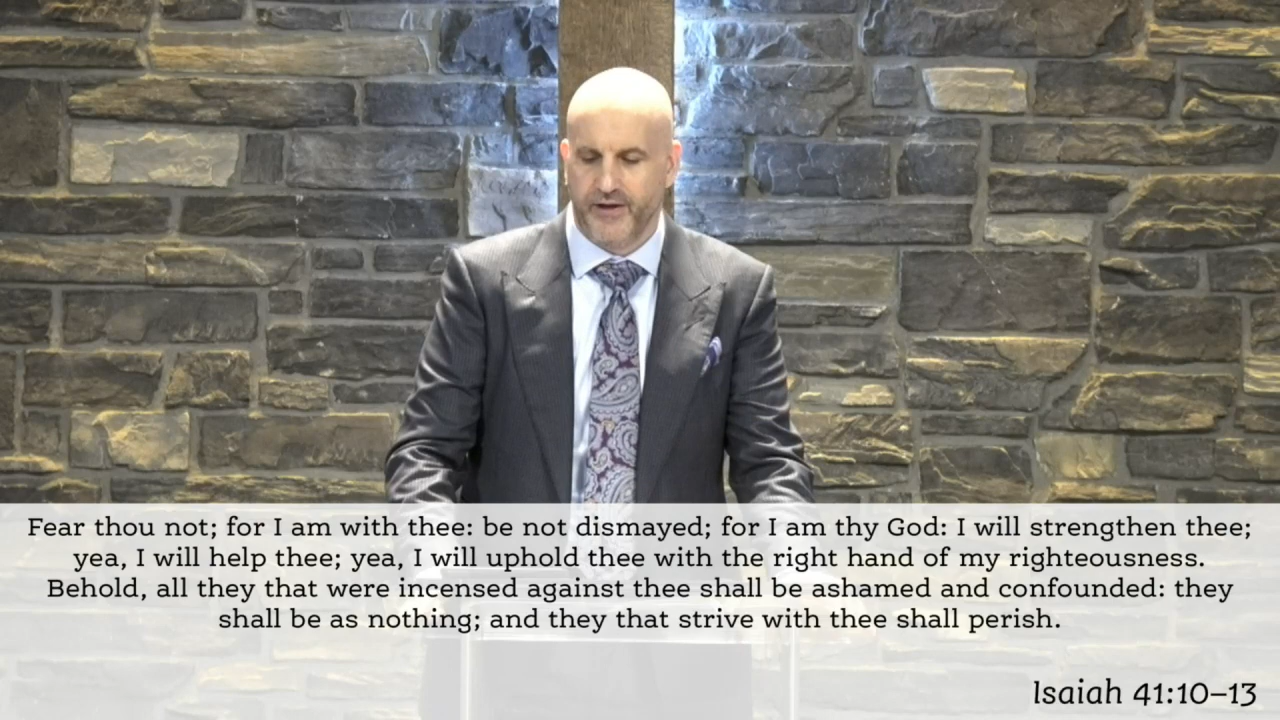 Fear thou not; for I am with thee: be not dismayed; for I am thy God: I will strengthen thee;
yea, I will help thee; yea, I will uphold thee with the right hand of my righteousness.
Behold, all they that were incensed against thee shall be ashamed and confounded: they
shall be as nothing; and they that strive with thee shall perish.
Isaiah 41:10–13